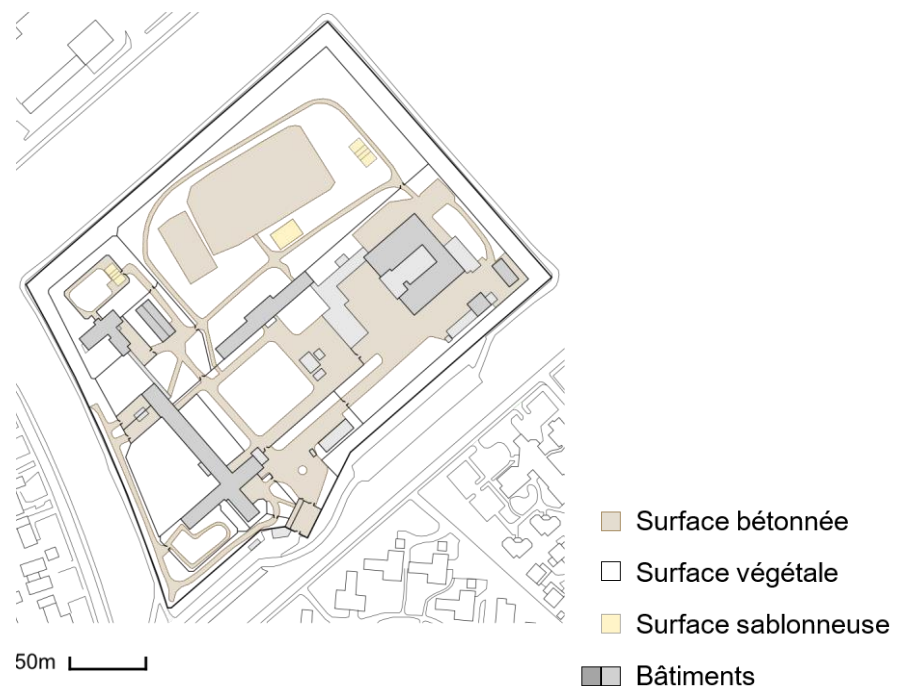 Surface bétonnée
Surface végétale
Surface sablonneuse
50m
Bâtiments